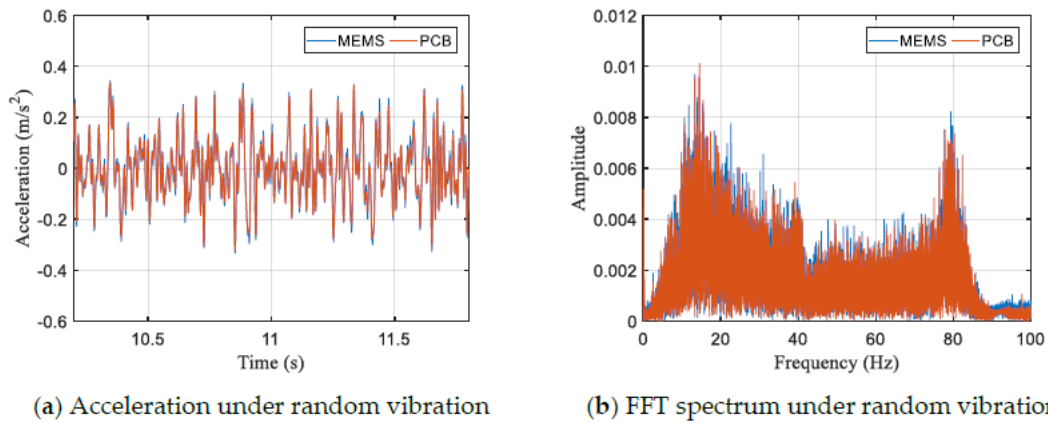 MEMS PCB
0.6
0.4
0.2
0
-0.2
-0.4
-0.6
Acceleration (m/s²)
10.5 11 11.5
Time (s)
(a) Acceleration under random vibration
MEMS PCB
0.012
0.01
0.008
0.006
0.004
0.002
0
Amplitude
0 20 40 60 80 100
Frequency (Hz)
(b) FFT spectrum under random vibration